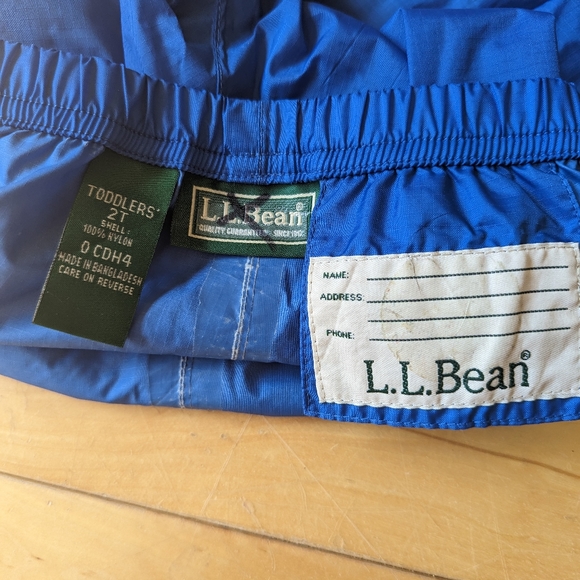 TODDLERS'
2T
SHELL:
100% NYLON
0 CDH4
MADE IN BANGLADESH
CARE ON REVERSE
L.L.Bean®
QUALITY GUARANTEED SINCE 1912
NAME:
ADDRESS:
PHONE:
L.L.Bean®